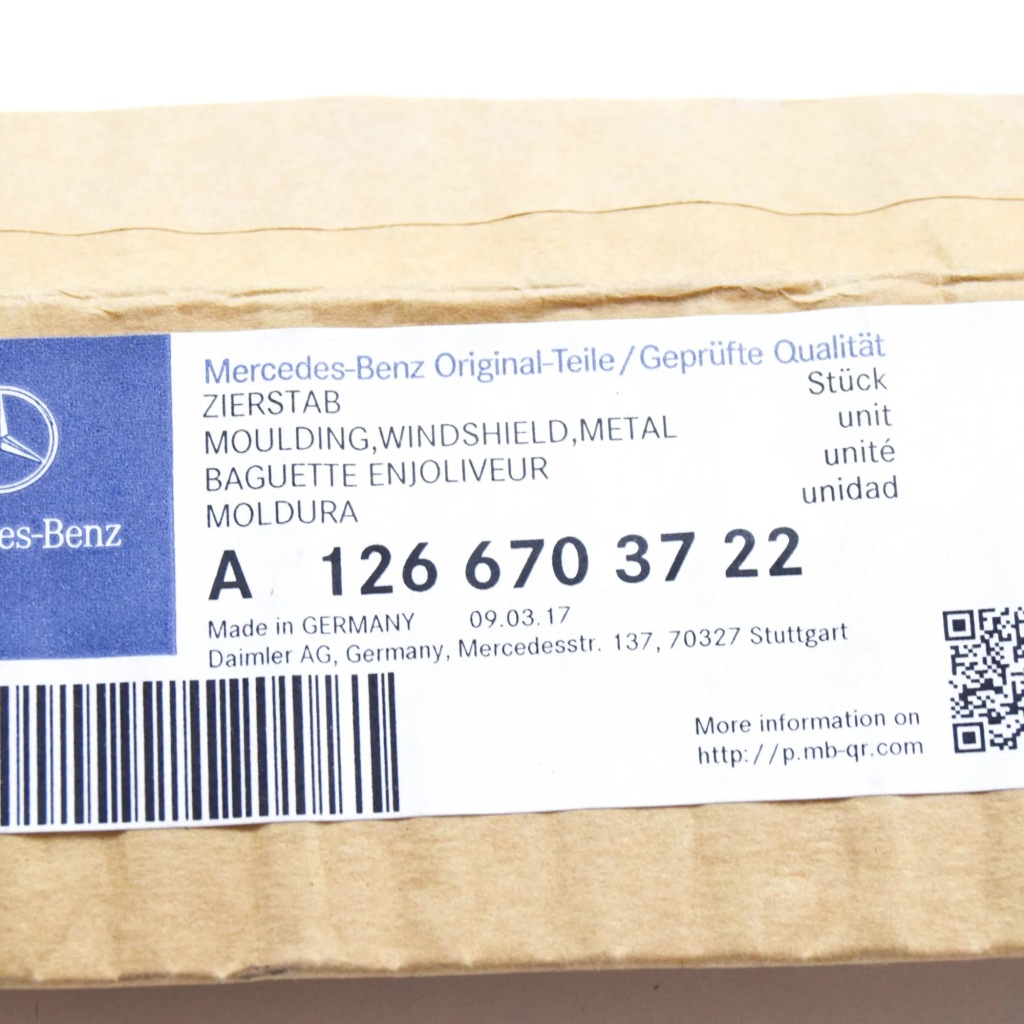 Mercedes-Benz Original-Teile/Geprüfte Qualität
ZIERSTAB Stück
MOULDING,WINDSHIELD,METAL unit
BAGUETTE ENJOLIVEUR unité
MOLDURA unidad
es-Benz
A 126 670 37 22
Made in GERMANY 09.03.17
Daimler AG, Germany, Mercedesstr. 137, 70327 Stuttgart
More information on
http://p.mb-qr.com